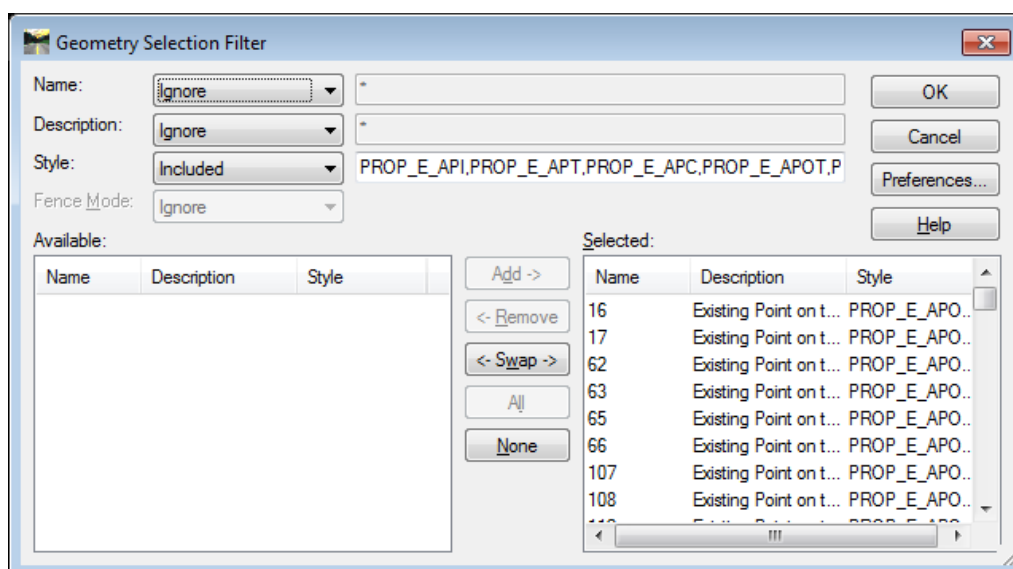 Geometry Selection Filter
Name: Ignore * OK
Description: Ignore * Cancel
Style: Included PROP_E_API,PROP_E_APT,PROP_E_APC,PROP_E_APOT,P Preferences...
Fence Mode: Ignore Help
Available: Selected:
Name Description Style Add -> Name Description Style
<- Remove 16 Existing Point on t... PROP_E_APO..
17 Existing Point on t... PROP_E_APO..
<- Swap -> 62 Existing Point on t... PROP_E_APO..
63 Existing Point on t... PROP_E_APO..
All 65 Existing Point on t... PROP_E_APO..
None 66 Existing Point on t... PROP_E_APO..
107 Existing Point on t... PROP_E_APO..
108 Existing Point on t... PROP_E_APO..